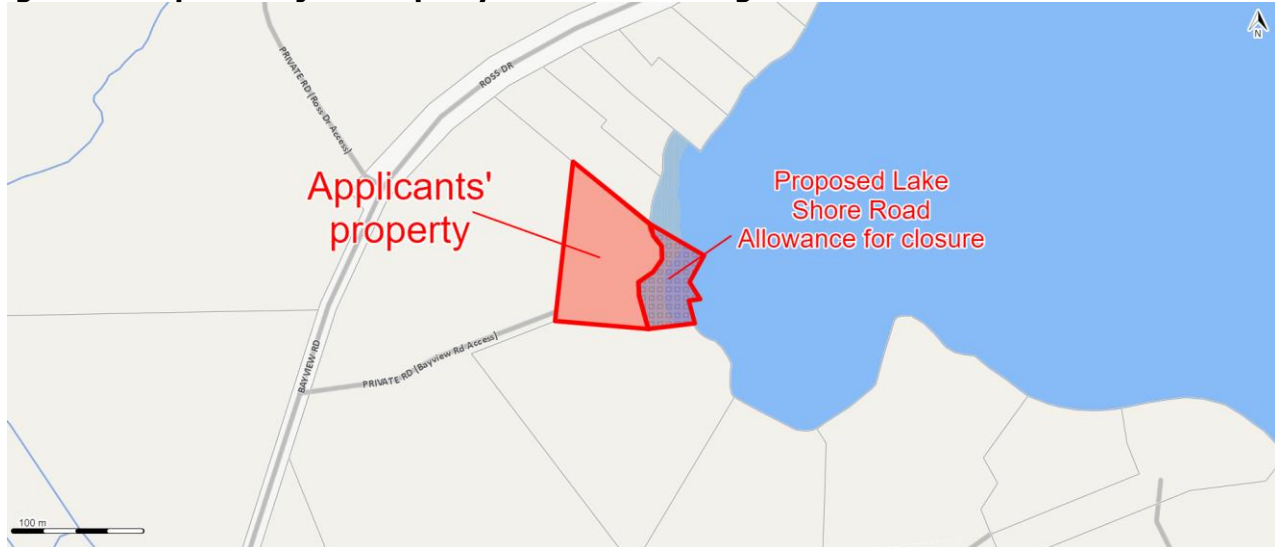 N
PRIVATE RD (Ross Dr Access)
ROSS DR
Applicants'
property
Proposed Lake
Shore Road
Allowance for closure
BAYVIEW RD
PRIVATE RD (Bayview Rd Access)
100 m